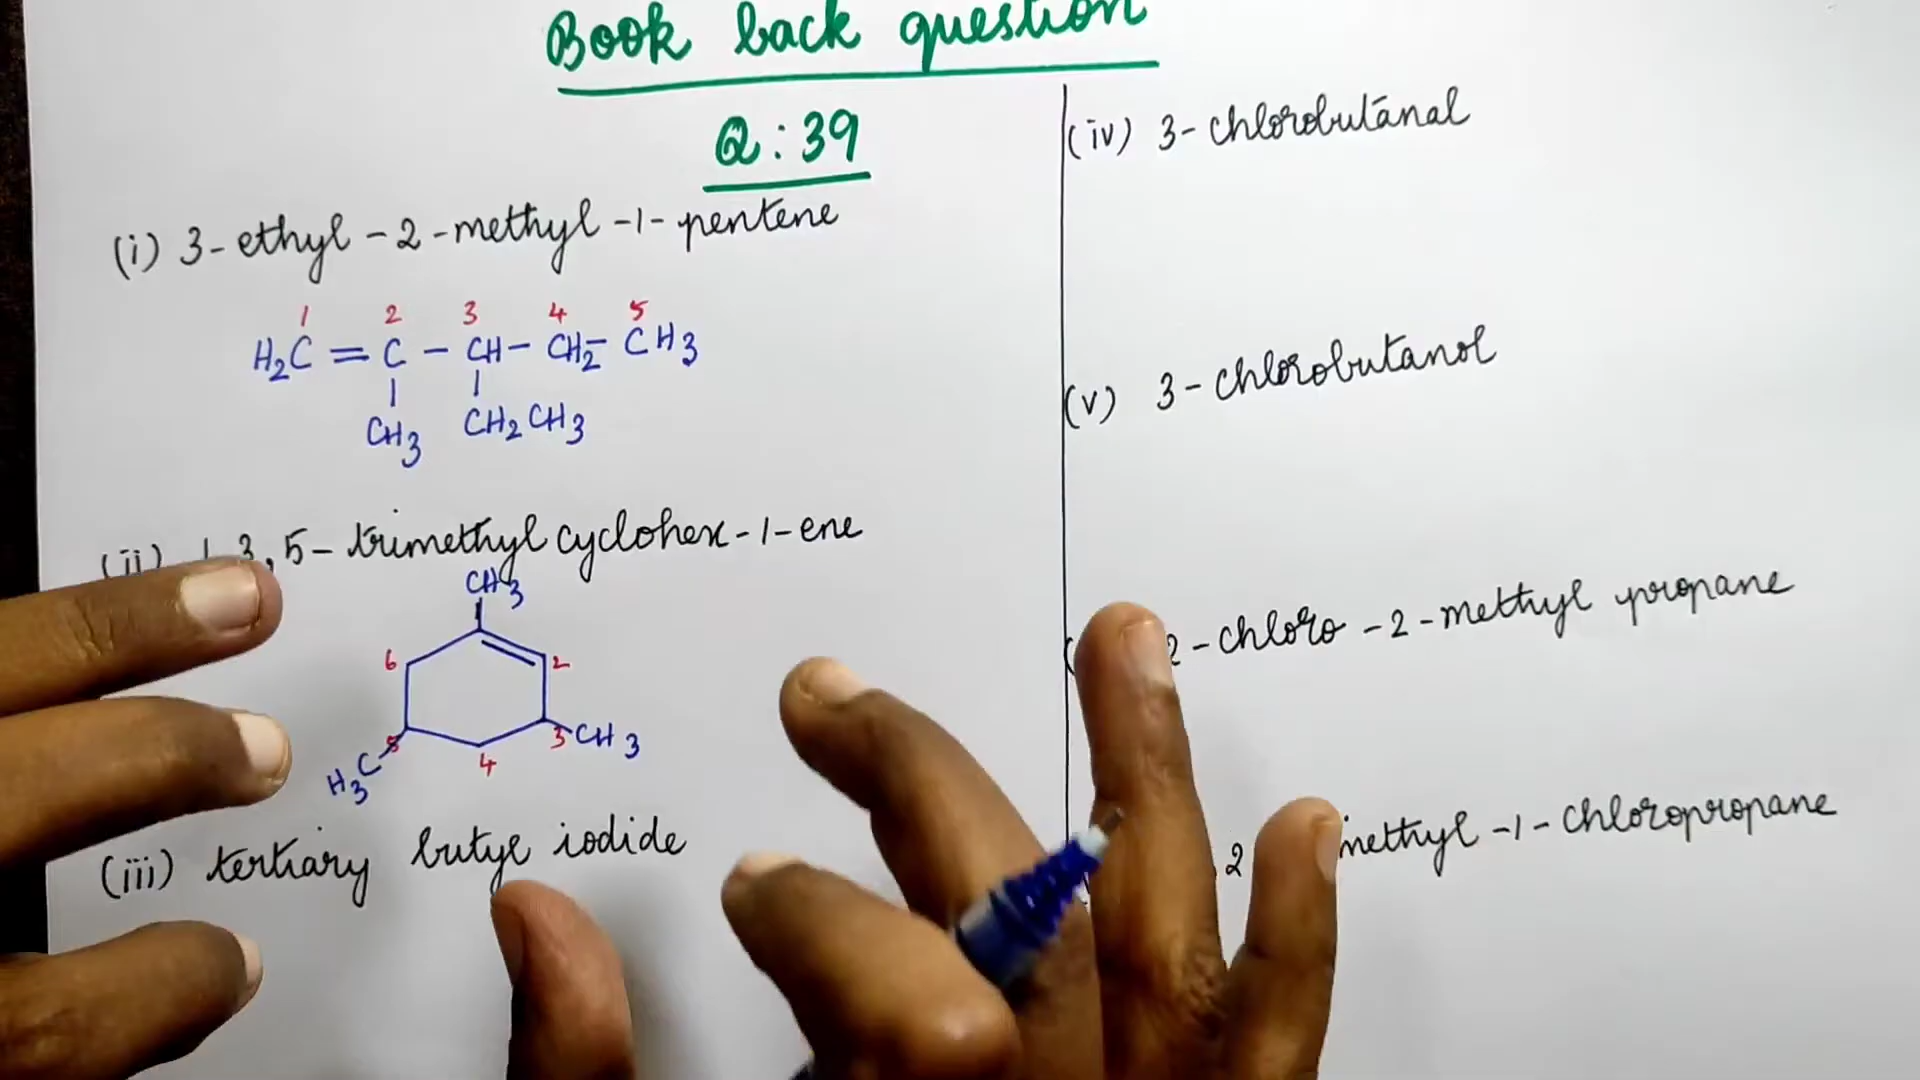 Book back question
Q: 39
(i) 3-ethyl-2-methyl-1-pentene
1 2 3 4 5
H2C = C - CH - CH2 - CH3
CH3 CH2CH3
(ii) 1,3,5-trimethyl cyclohex-1-ene
CH3
6 2
5 3 CH3
H3C 4
(iii) tertiary butyl iodide
(iv) 3-chlorobutanal
(v) 3-chlorobutanol
2-chloro-2-methyl propane
2 methyl-1-chloropropane